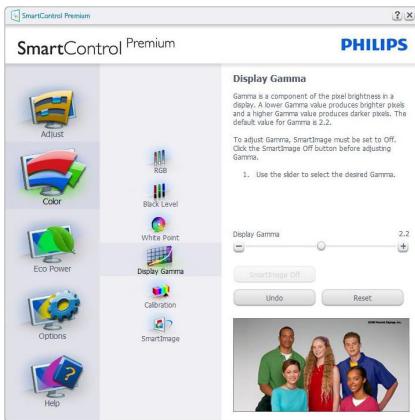 SmartControl Premium
SmartControl Premium
PHILIPS
Adjust
Color
Eco Power
Options
Help
RGB
Black Level
White Point
Display Gamma
Calibration
SmartImage
Display Gamma
Gamma is a component of the pixel brightness in a
display. A lower Gamma value produces brighter pixels
and a higher Gamma value produces darker pixels. The
default value for Gamma is 2.2.
To adjust Gamma, SmartImage must be set to Off.
Click the SmartImage Off button before adjusting
Gamma.
1. Use the slider to select the desired Gamma.
Display Gamma 2.2
SmartImage Off
Undo Reset